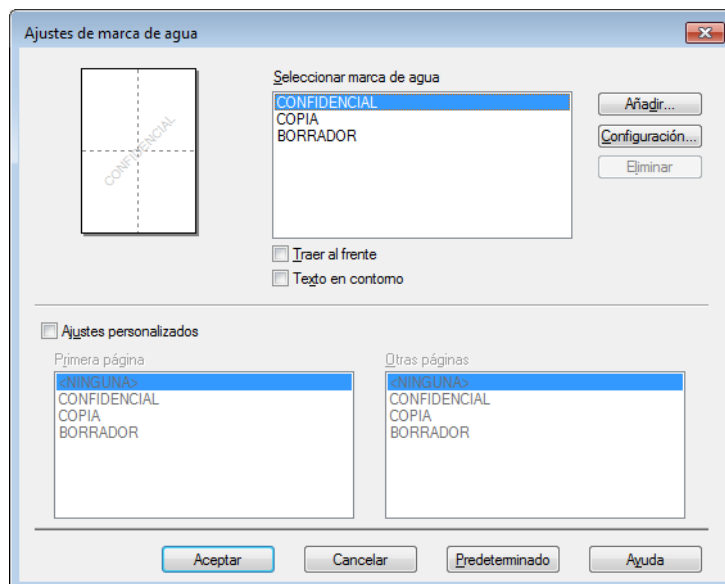 Ajustes de marca de agua
CONFIDENCIAL
Seleccionar marca de agua
CONFIDENCIAL
COPIA
BORRADOR
Añadir...
Configuración...
Eliminar
Traer al frente
Texto en contorno
Ajustes personalizados
Primera página
<NINGUNA>
CONFIDENCIAL
COPIA
BORRADOR
Otras páginas
<NINGUNA>
CONFIDENCIAL
COPIA
BORRADOR
Aceptar
Cancelar
Predeterminado
Ayuda